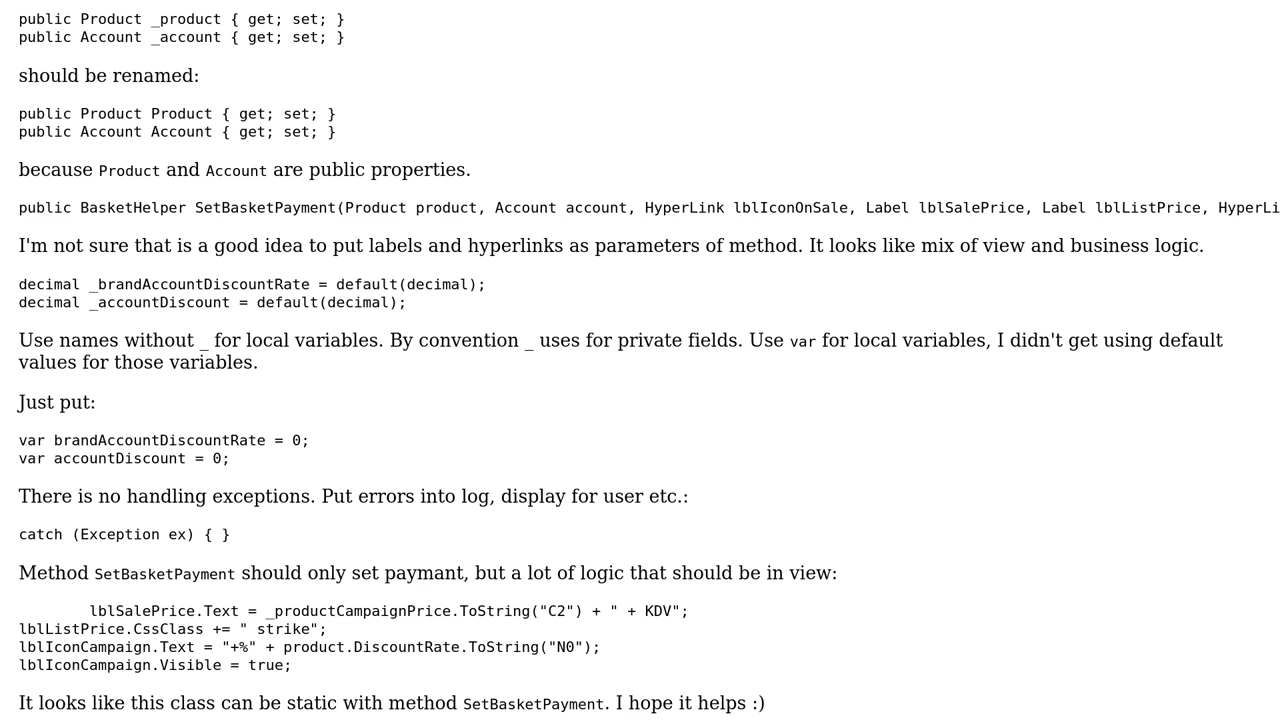 public Product _product { get; set; }
public Account _account { get; set; }
should be renamed:
public Product Product { get; set; }
public Account Account { get; set; }
because Product and Account are public properties.
public BasketHelper SetBasketPayment(Product product, Account account, HyperLink lblIconOnSale, Label lblSalePrice, Label lblListPrice, HyperLi
I'm not sure that is a good idea to put labels and hyperlinks as parameters of method. It looks like mix of view and business logic.
decimal _brandAccountDiscountRate = default(decimal);
decimal _accountDiscount = default(decimal);
Use names without _ for local variables. By convention _ uses for private fields. Use var for local variables, I didn't get using default
values for those variables.
Just put:
var brandAccountDiscountRate = 0;
var accountDiscount = 0;
There is no handling exceptions. Put errors into log, display for user etc.:
catch (Exception ex) { }
Method SetBasketPayment should only set paymant, but a lot of logic that should be in view:
lblSalePrice.Text = _productCampaignPrice.ToString("C2") + " + KDV";
lblListPrice.CssClass += " strike";
lblIconCampaign.Text = "+%" + product.DiscountRate.ToString("N0");
lblIconCampaign.Visible = true;
It looks like this class can be static with method SetBasketPayment. I hope it helps :)